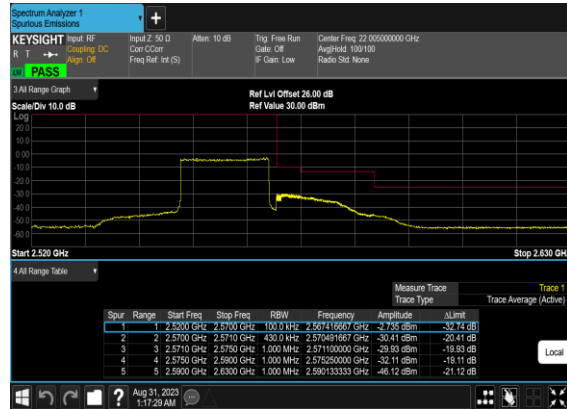 Spectrum Analyzer 1
Spurious Emissions
+
KEYSIGHT Input: RF Input Z: 50 Ω Atten: 10 dB Trig: Free Run Center Freq: 22.005000000 GHz
R T Coupling: DC Corr CCorr Gate: Off Avg|Hold: 100/100
Align: Off Freq Ref: Int (S) IF Gain: Low Radio Std: None
PASS
3 All Range Graph
Ref Lvl Offset 26.00 dB
Scale/Div 10.0 dB Ref Value 30.00 dBm
Log
20.0
10.0
0.00
-10.0
-20.0
-30.0
-40.0
-50.0
-60.0
Start 2.520 GHz Stop 2.630 GHz
4 All Range Table
Measure Trace Trace 1
Trace Type Trace Average (Active)
Spur Range Start Freq Stop Freq RBW Frequency Amplitude ΔLimit
1 1 2.5200 GHz 2.5700 GHz 100.0 kHz 2.567416667 GHz -2.735 dBm -32.74 dB
2 2 2.5700 GHz 2.5710 GHz 430.0 kHz 2.570491667 GHz -30.41 dBm -20.41 dB
3 3 2.5710 GHz 2.5750 GHz 1.000 MHz 2.571100000 GHz -29.93 dBm -19.93 dB
4 4 2.5750 GHz 2.5900 GHz 1.000 MHz 2.575250000 GHz -32.11 dBm -19.11 dB
5 5 2.5900 GHz 2.6300 GHz 1.000 MHz 2.590133333 GHz -46.12 dBm -21.12 dB
Local
? Aug 31, 2023
1:17:29 AM